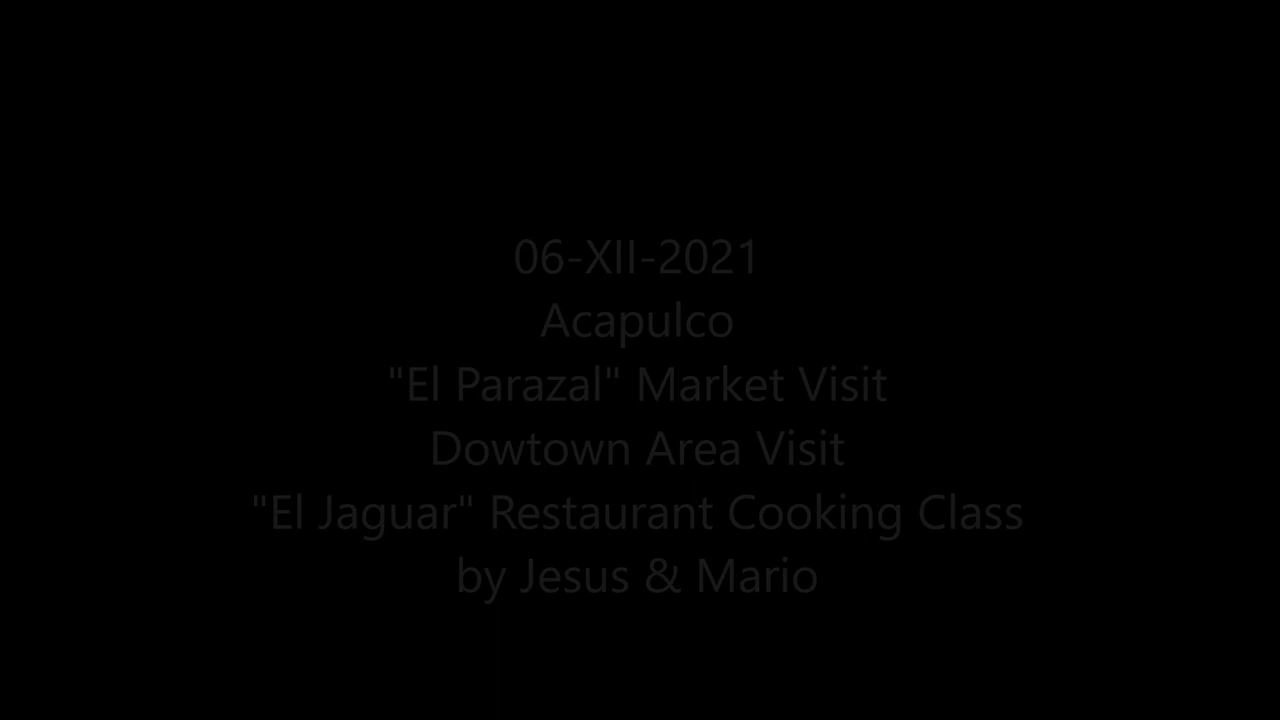 06-XII-2021
Acapulco
"El Parazal" Market Visit
Dowtown Area Visit
"El Jaguar" Restaurant Cooking Class
by Jesus & Mario